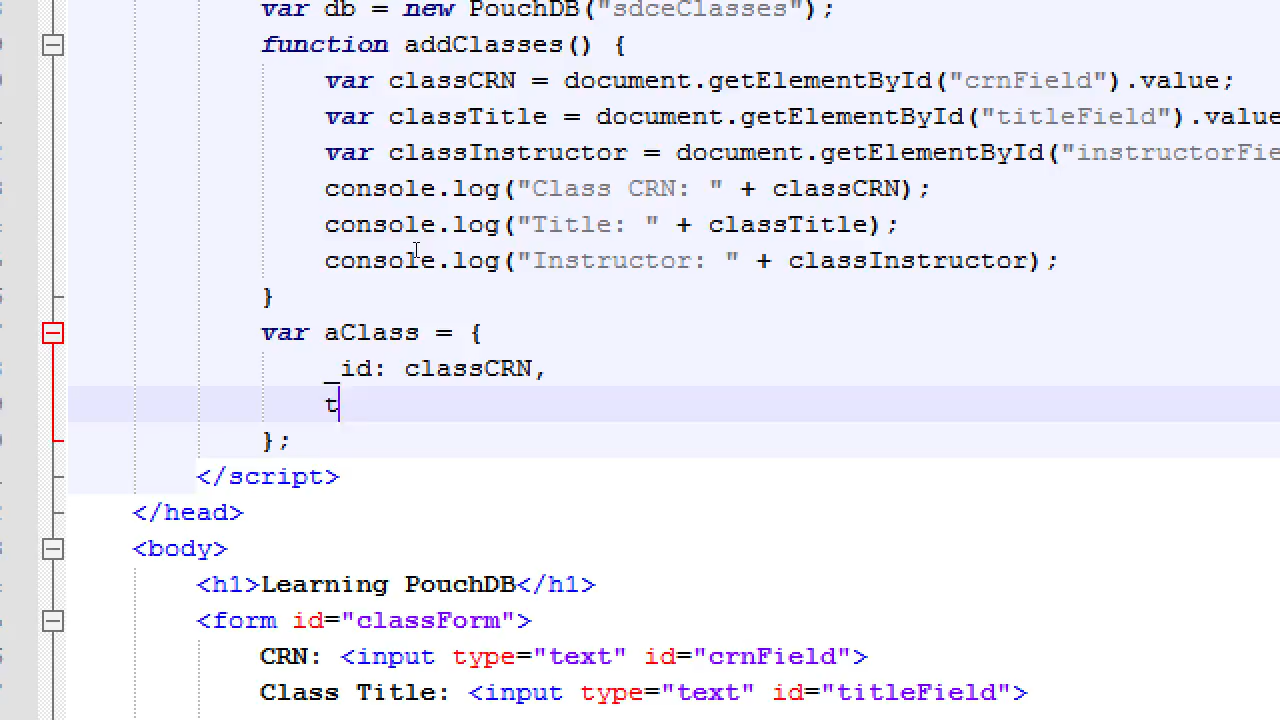 var db = new PouchDB("sdceClasses");
function addClasses() {
var classCRN = document.getElementById("crnField").value;
var classTitle = document.getElementById("titleField").value
var classInstructor = document.getElementById("instructorFie
console.log("Class CRN: " + classCRN);
console.log("Title: " + classTitle);
console.log("Instructor: " + classInstructor);
}
var aClass = {
_id: classCRN,
t
};
</script>
</head>
<body>
<h1>Learning PouchDB</h1>
<form id="classForm">
CRN: <input type="text" id="crnField">
Class Title: <input type="text" id="titleField">